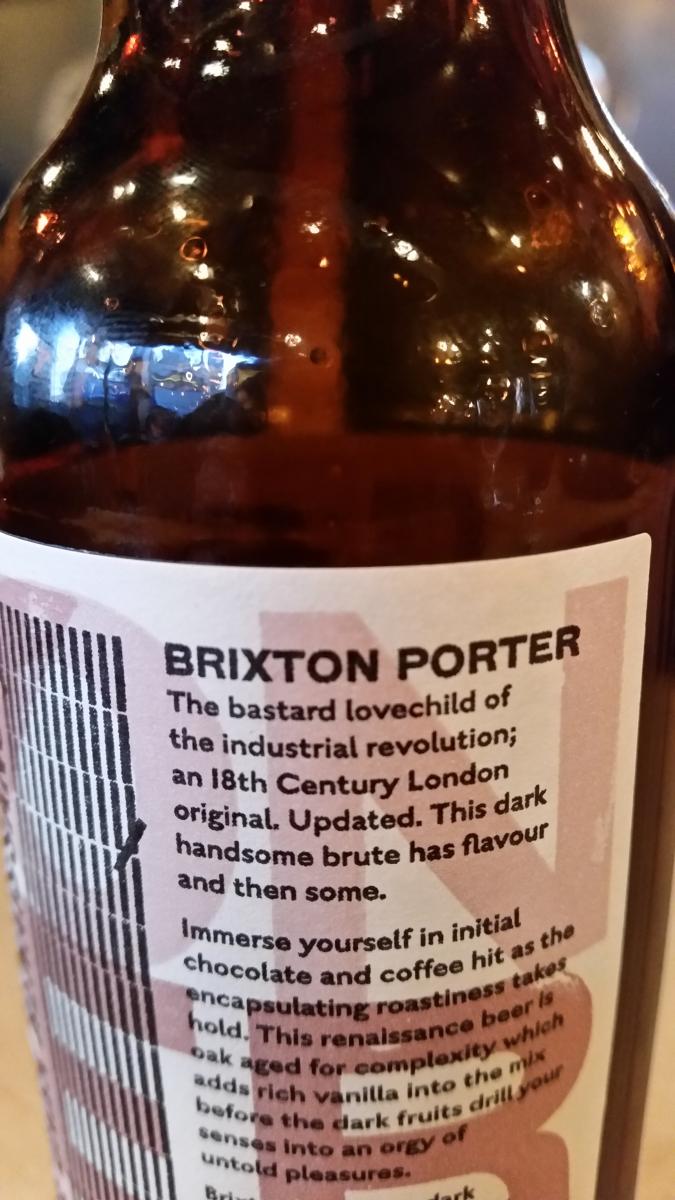 BRIXTON PORTER
The bastard lovechild of
the industrial revolution;
an 18th Century London
original. Updated. This dark
handsome brute has flavour
and then some.
Immerse yourself in initial
chocolate and coffee hit as the
encapsulating roastiness takes
hold. This renaissance beer is
oak aged for complexity which
adds rich vanilla into the mix
before the dark fruits drill your
senses into an orgy of
untold pleasures.
dark